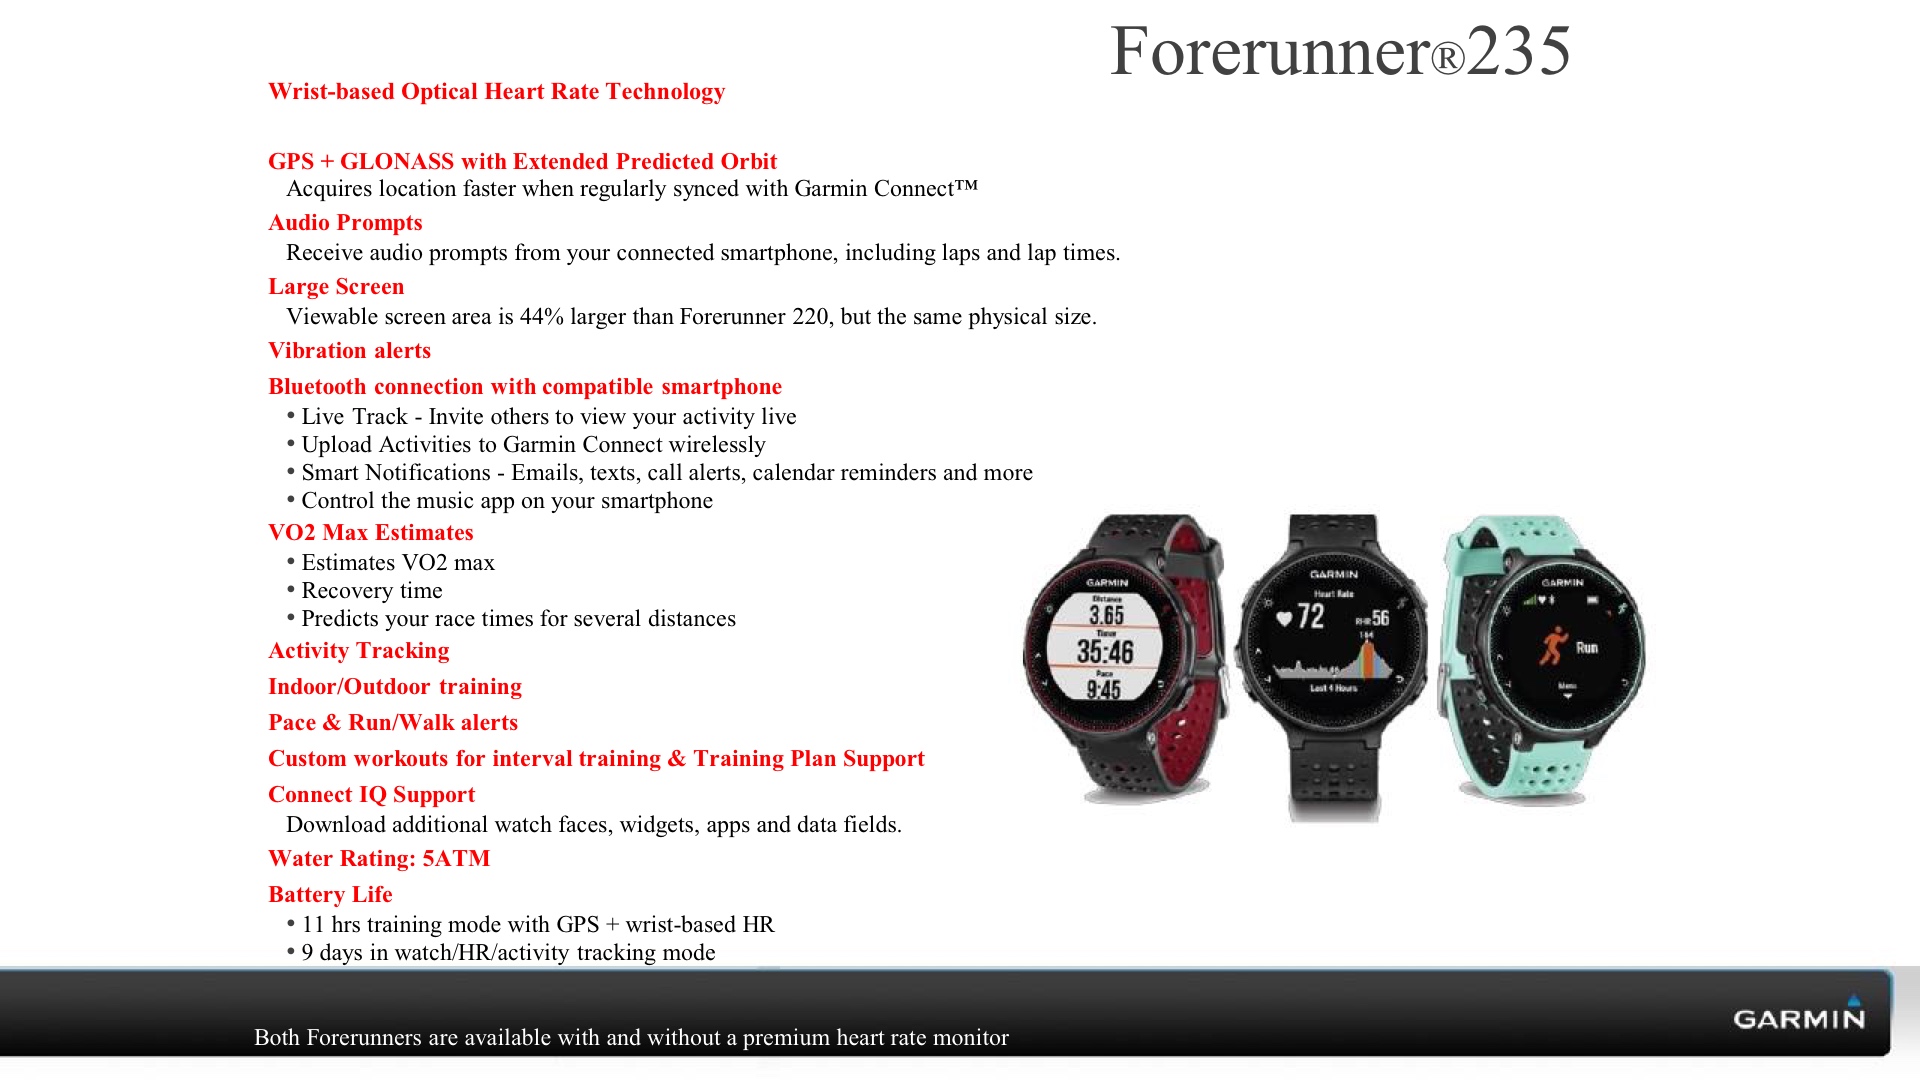 Forerunner®235
Wrist-based Optical Heart Rate Technology
GPS + GLONASS with Extended Predicted Orbit
Acquires location faster when regularly synced with Garmin Connect™
Audio Prompts
Receive audio prompts from your connected smartphone, including laps and lap times.
Large Screen
Viewable screen area is 44% larger than Forerunner 220, but the same physical size.
Vibration alerts
Bluetooth connection with compatible smartphone
• Live Track - Invite others to view your activity live
• Upload Activities to Garmin Connect wirelessly
• Smart Notifications - Emails, texts, call alerts, calendar reminders and more
• Control the music app on your smartphone
VO2 Max Estimates
• Estimates VO2 max
• Recovery time
• Predicts your race times for several distances
Activity Tracking
Indoor/Outdoor training
Pace & Run/Walk alerts
Custom workouts for interval training & Training Plan Support
Connect IQ Support
Download additional watch faces, widgets, apps and data fields.
Water Rating: 5ATM
Battery Life
• 11 hrs training mode with GPS + wrist-based HR
• 9 days in watch/HR/activity tracking mode
GARMIN
Distance
3.65
Timer
35:46
Pace
9:45
GARMIN
Heart Rate
72
RHR 56
164
Last 4 Hours
GARMIN
Run
Menu
Both Forerunners are available with and without a premium heart rate monitor
GARMIN